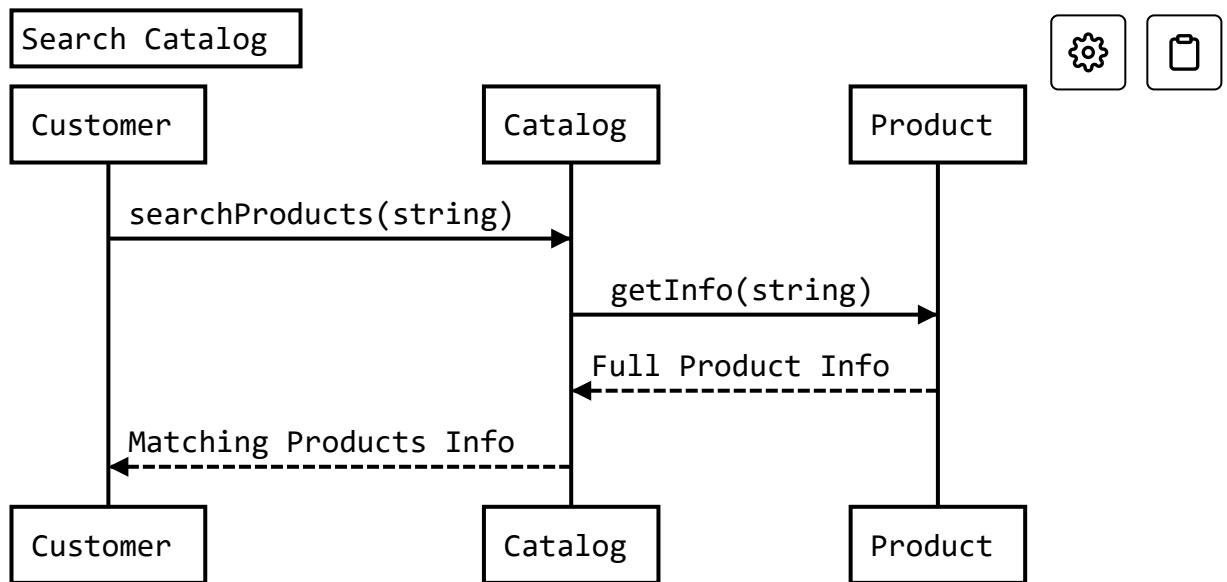 Search Catalog
Customer
Catalog
Product
searchProducts(string)
getInfo(string)
Full Product Info
Matching Products Info
Customer
Catalog
Product